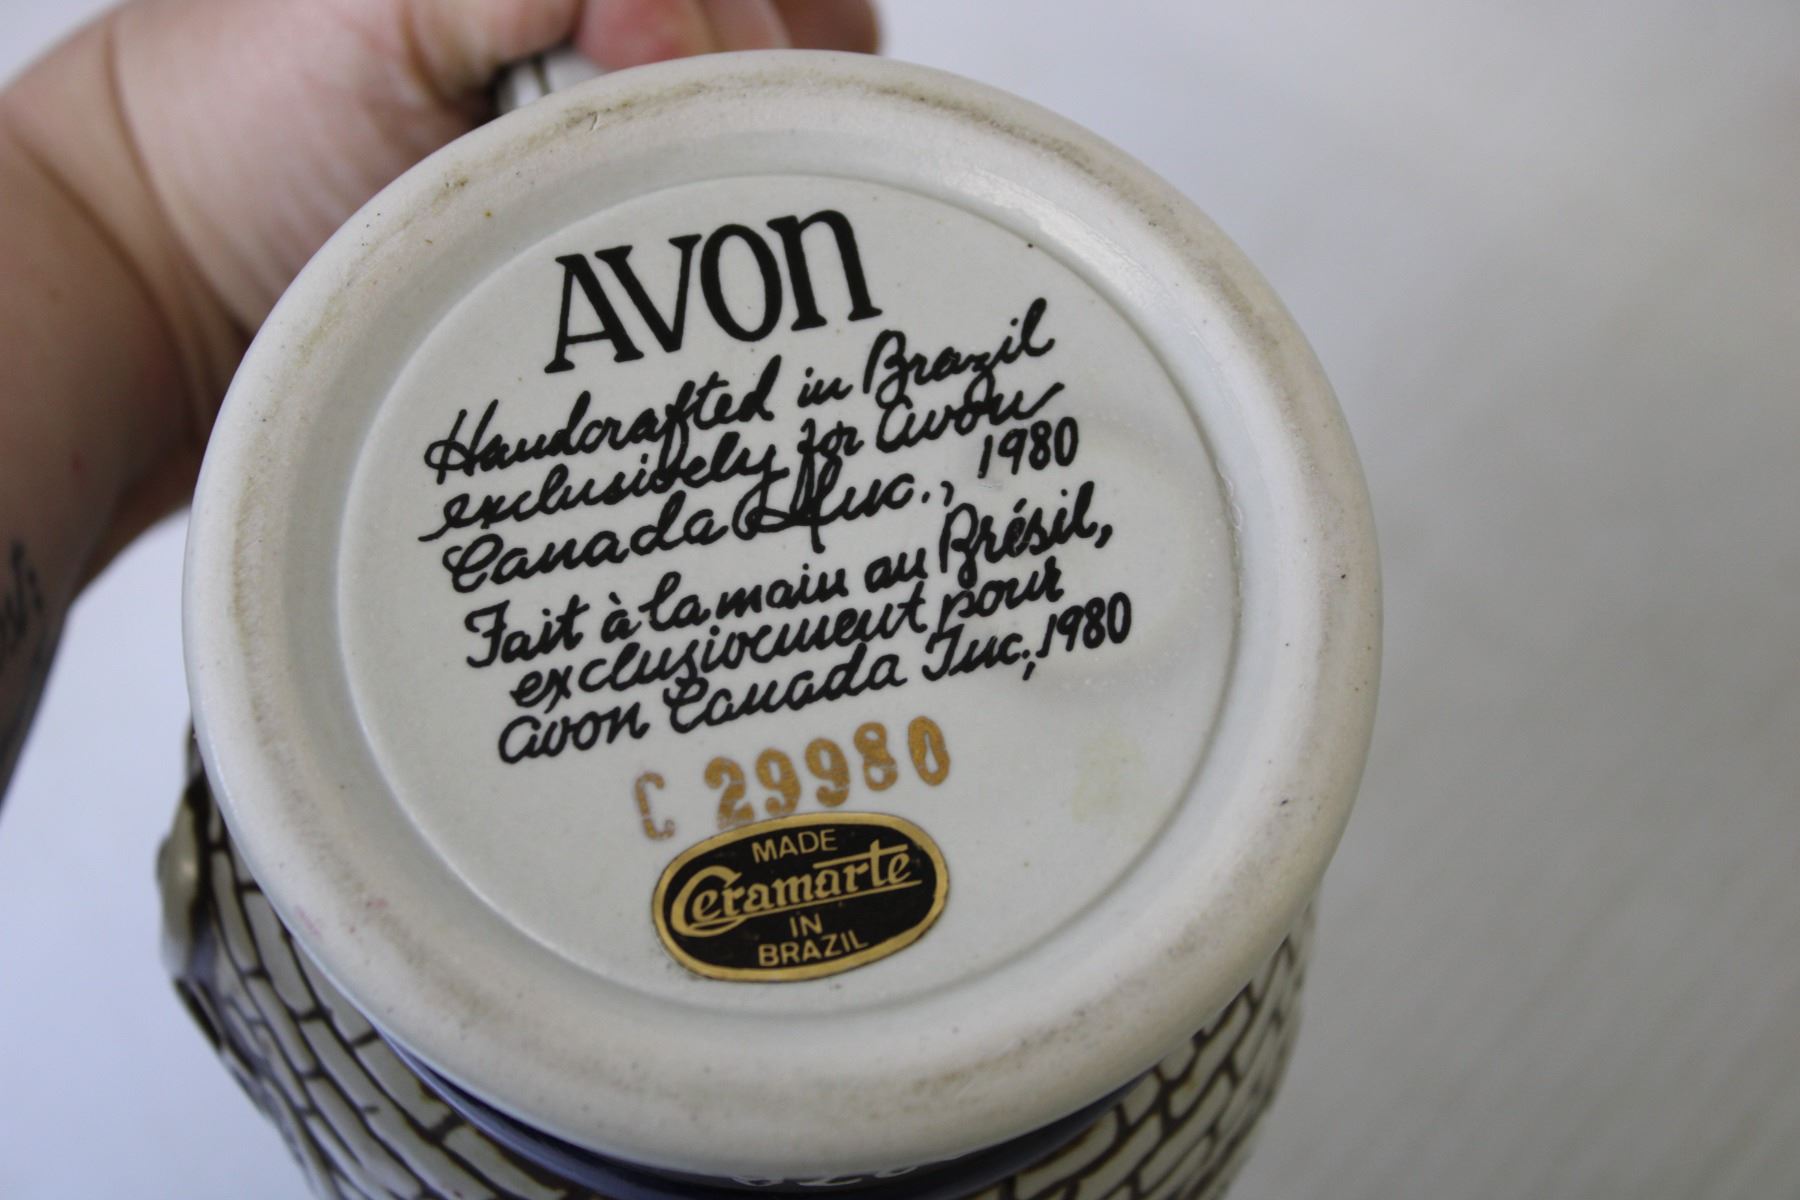 AVON
Handcrafted in Brazil
exclusively for Avon
Canada Inc., 1980
Fait à la main au Brésil,
exclusivement pour
Avon Canada Inc., 1980
C 29980
MADE
Ceramarte
IN
BRAZIL